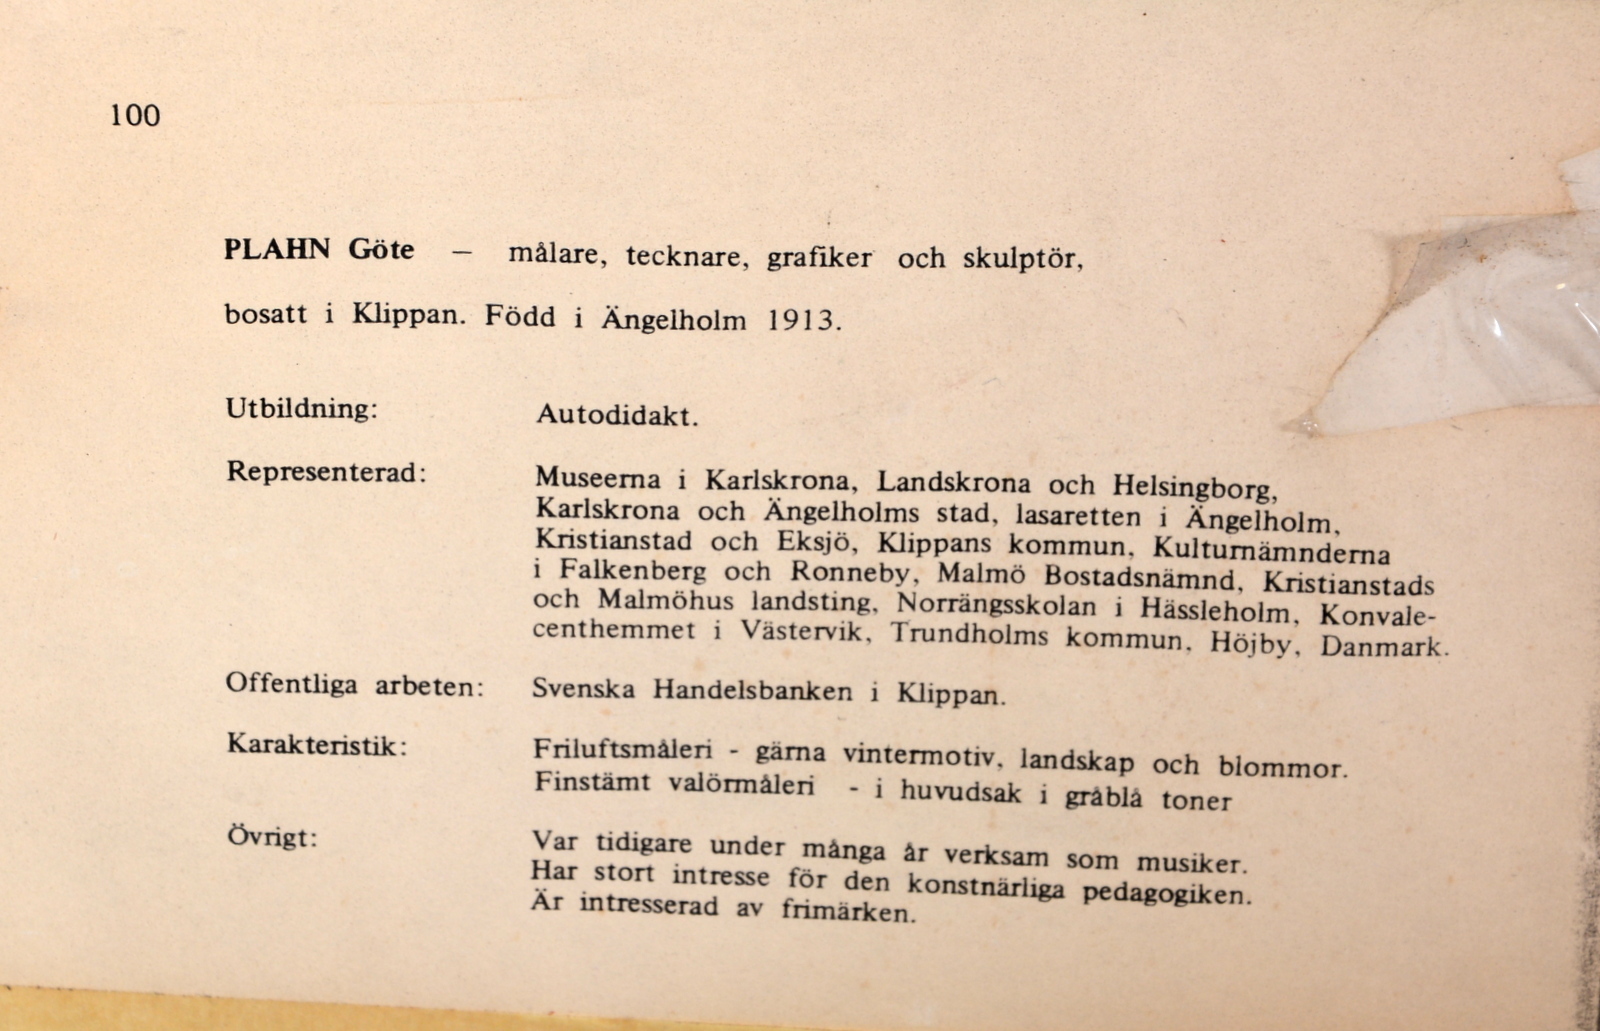 100
PLAHN Göte — målare, tecknare, grafiker och skulptör,
bosatt i Klippan. Född i Ängelholm 1913.
Utbildning: Autodidakt.
Representerad: Museerna i Karlskrona, Landskrona och Helsingborg,
Karlskrona och Ängelholms stad, lasaretten i Ängelholm,
Kristianstad och Eksjö, Klippans kommun, Kulturnämnderna
i Falkenberg och Ronneby, Malmö Bostadsnämnd, Kristianstads
och Malmöhus landsting, Norrängsskolan i Hässleholm, Konvale-
centhemmet i Västervik, Trundholms kommun, Höjby, Danmark.
Offentliga arbeten: Svenska Handelsbanken i Klippan.
Karakteristik: Friluftsmåleri - gärna vintermotiv, landskap och blommor.
Finstämt valörmåleri - i huvudsak i gråblå toner
Övrigt: Var tidigare under många år verksam som musiker.
Har stort intresse för den konstnärliga pedagogiken.
Är intresserad av frimärken.